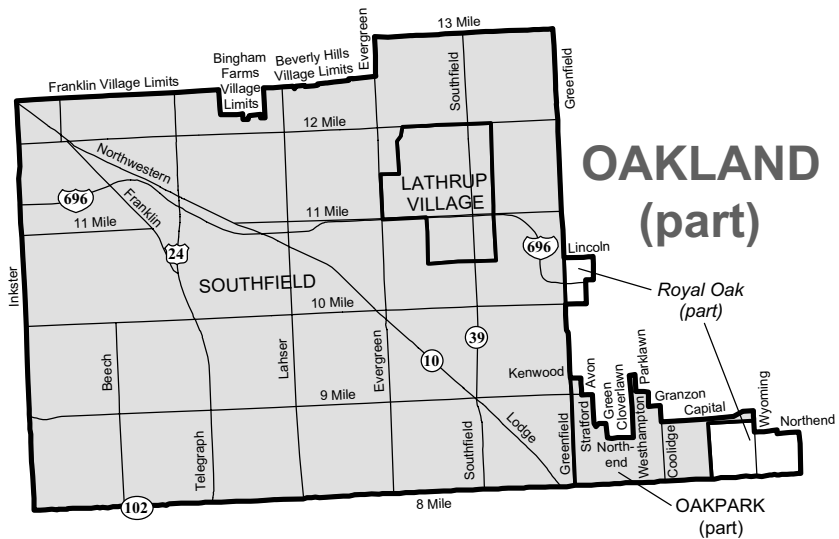 13 Mile
Bingham
Farms
Village
Limits
Beverly Hills
Village Limits
Evergreen
Franklin Village Limits
Southfield
Greenfield
12 Mile
Northwestern
OAKLAND
(part)
LATHRUP
VILLAGE
696
Franklin
11 Mile
11 Mile
24
696
Lincoln
Inkster
SOUTHFIELD
Royal Oak
(part)
10 Mile
39
10
Beech
Lahser
Evergreen
Kenwood
Avon
Stratford
Green
Cloverlawn
Parklawn
Westhampton
Granzon
Capital
Wyoming
Northend
9 Mile
Lodge
Telegraph
Southfield
Greenfield
North-
end
Coolidge
102
8 Mile
OAKPARK
(part)